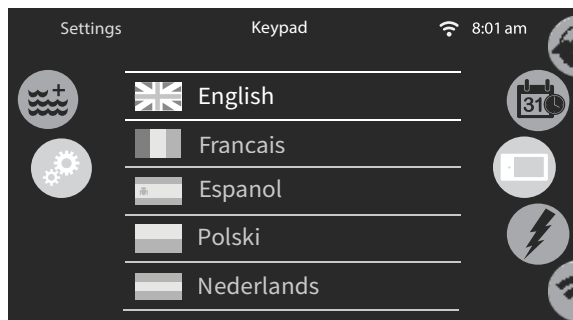 Settings Keypad 8:01 am
English
31
Francais
Espanol
Polski
Nederlands